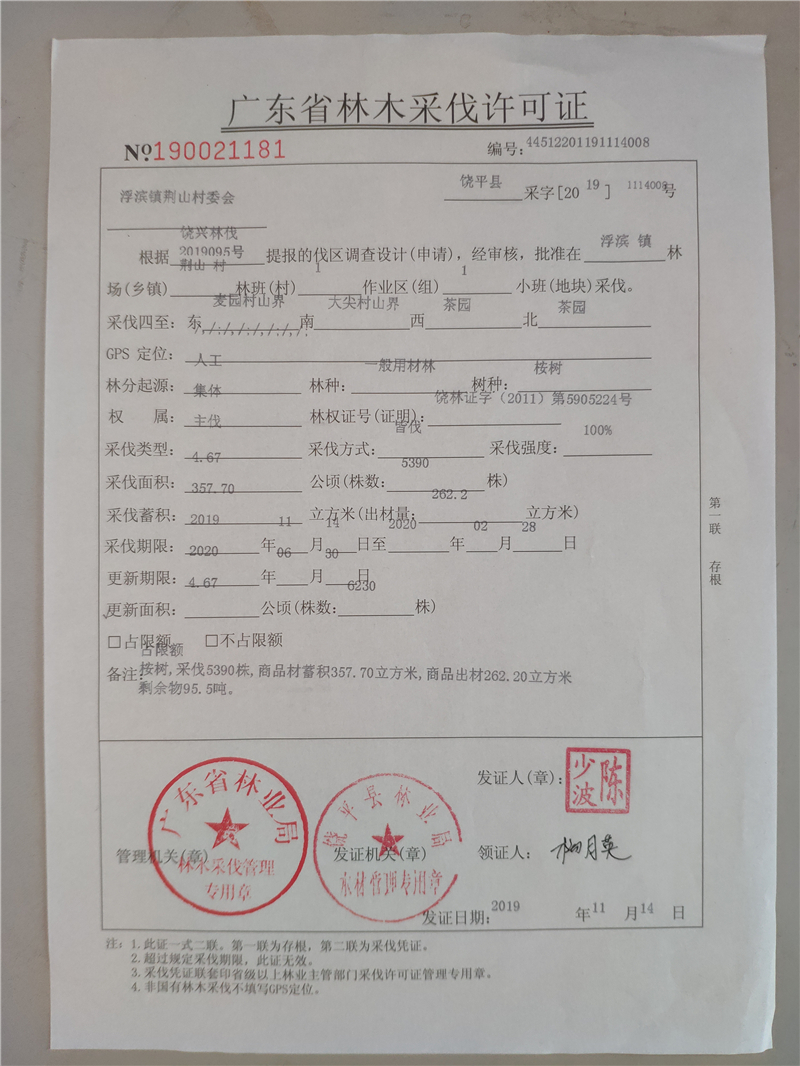 广东省林木采伐许可证
№190021181
编号:44512201191114008
浮滨镇荆山村委会
饶平县 采字[20 19 ] 1114008号
饶兴林伐
根据 2019095号 提报的伐区调查设计(申请),经审核,批准在 浮滨 镇 林
场(乡镇) 荆山 村 林班(村) 1 作业区(组) 1 小班(地块)采伐。
采伐四至: 东 麦园村山界 南 大尖村山界 西 茶园 北 茶园
GPS 定位: /,/:/,/:/,/:/,/:
林分起源: 人工 林种: 一般用材林 树种: 桉树
权 属: 集体 林权证号(证明): 饶林证字（2011）第5905224号
采伐类型: 主伐 采伐方式: 皆伐 采伐强度: 100%
采伐面积: 4.67 公顷(株数: 5390 株)
采伐蓄积: 357.70 立方米(出材量: 262.2 立方米)
采伐期限: 2019 年 11 月 14 日至 2020 年 02 月 28 日
更新期限: 2020 年 06 月 30 日
更新面积: 4.67 公顷(株数: 6230 株)
□占限额 □不占限额
占限额
备注: 桉树,采伐5390株,商品材蓄积357.70立方米,商品出材262.20立方米
剩余物95.5吨。
第一联 存根
发证人(章): 陈少波
广东省林业局
林木采伐管理
专用章
饶平县林业局
木材管理专用章
管理机关(章) 发证机关(章) 领证人:
发证日期: 2019 年 11 月 14 日
注: 1.此证一式二联。第一联为存根，第二联为采伐凭证。
2.超过规定采伐期限，此证无效。
3.采伐凭证联套印省级以上林业主管部门采伐许可证管理专用章。
4.非国有林木采伐不填写GPS定位。